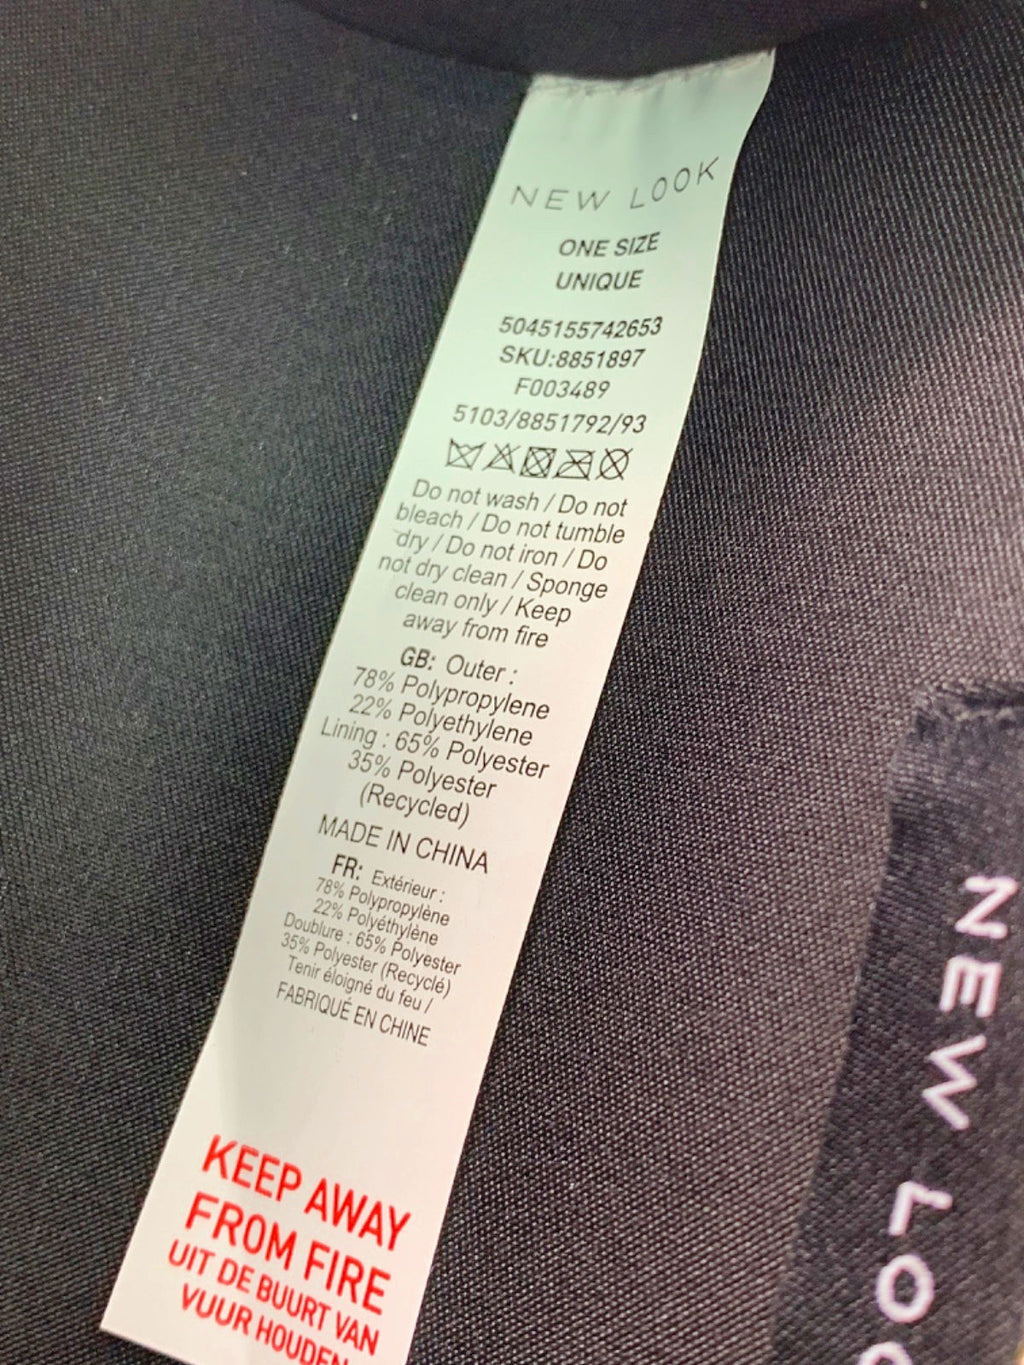 NEW LOOK
ONE SIZE
UNIQUE
5045155742653
SKU:8851897
F003489
5103/8851792/93
Do not wash / Do not
bleach / Do not tumble
dry / Do not iron / Do
not dry clean / Sponge
clean only / Keep
away from fire
GB: Outer :
78% Polypropylene
22% Polyethylene
Lining : 65% Polyester
35% Polyester
(Recycled)
MADE IN CHINA
FR: Extérieur :
78% Polypropylène
22% Polyéthylène
Doublure : 65% Polyester
35% Polyester (Recyclé)
Tenir éloigné du feu /
FABRIQUÉ EN CHINE
KEEP AWAY
FROM FIRE
UIT DE BUURT VAN
VUUR HOUDEN
NEW LOO